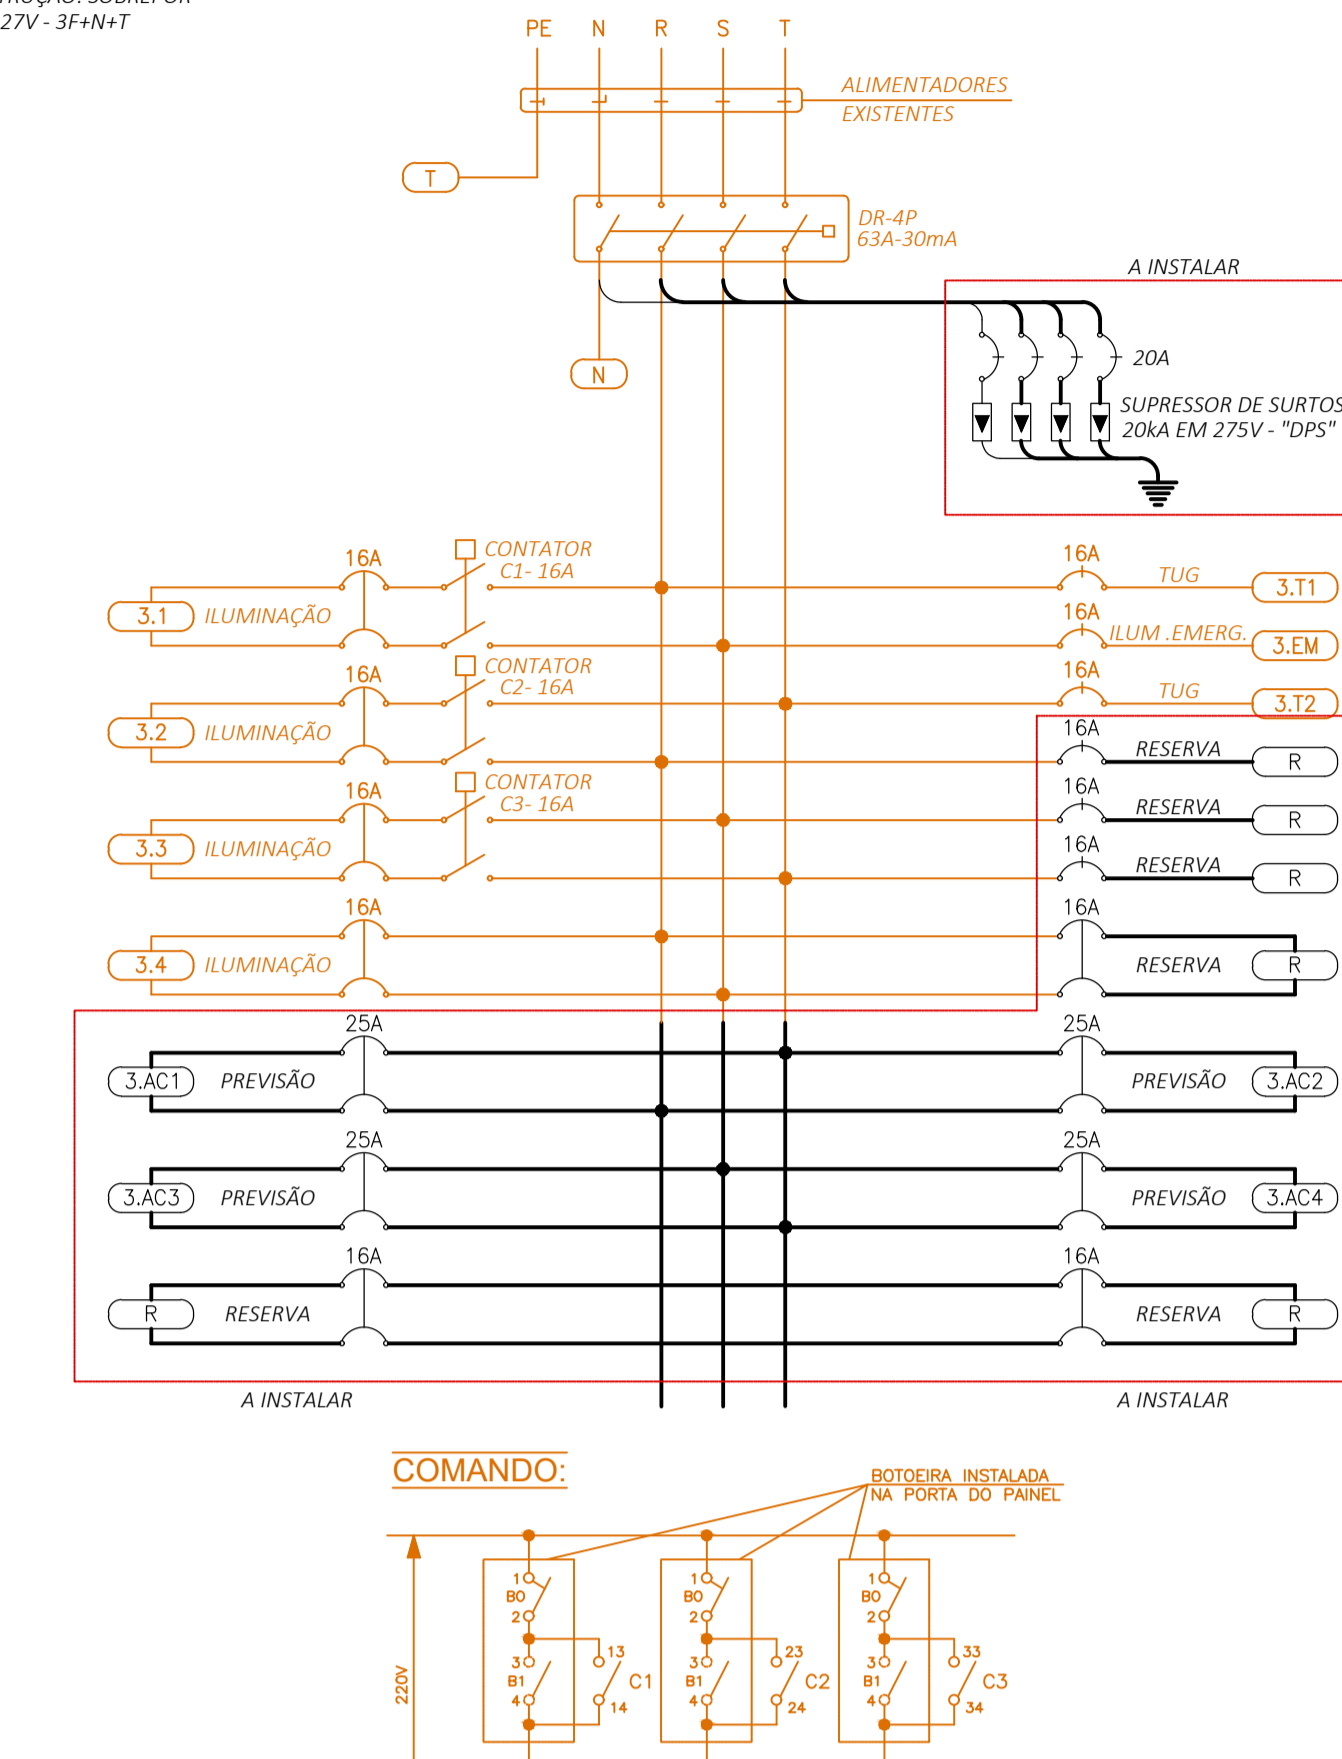 27V - 3F+N+T
PE N R S T
ALIMENTADORES
EXISTENTES
T
DR-4P
63A-30mA
A INSTALAR
N
20A
SUPRESSOR DE SURTOS
20kA EM 275V - "DPS"
16A
CONTATOR
C1- 16A
3.1
ILUMINAÇÃO
16A
TUG
3.T1
16A
ILUM .EMERG.
3.EM
16A
CONTATOR
C2- 16A
3.2
ILUMINAÇÃO
16A
TUG
3.T2
16A
RESERVA
R
16A
CONTATOR
C3- 16A
3.3
ILUMINAÇÃO
16A
RESERVA
R
16A
RESERVA
R
16A
3.4
ILUMINAÇÃO
16A
RESERVA
R
25A
3.AC1
PREVISÃO
25A
PREVISÃO
3.AC2
25A
3.AC3
PREVISÃO
25A
PREVISÃO
3.AC4
16A
R
RESERVA
16A
RESERVA
R
A INSTALAR
A INSTALAR
COMANDO:
BOTOEIRA INSTALADA
NA PORTA DO PAINEL
220V
1
B0
2
3
B1
4
13
C1
14
1
B0
2
3
B1
4
23
C2
24
1
B0
2
3
B1
4
33
C3
34